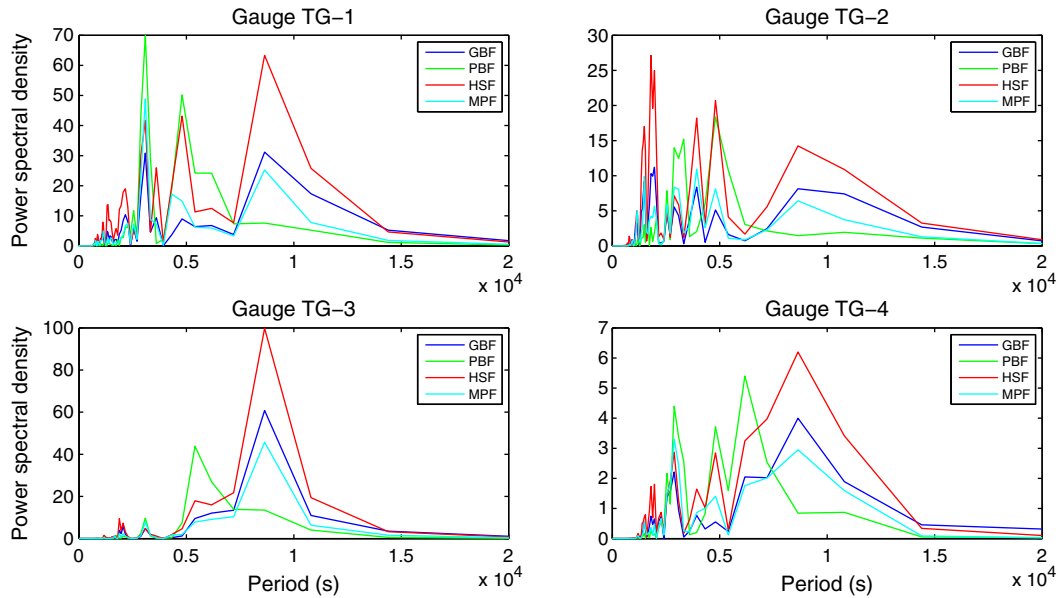 Gauge TG−1
Power spectral density
70
60
50
40
30
20
10
0
0 0.5 1 1.5 2
x 10^4
GBF
PBF
HSF
MPF
Gauge TG−2
30
25
20
15
10
5
0
0 0.5 1 1.5 2
x 10^4
GBF
PBF
HSF
MPF
Gauge TG−3
Power spectral density
100
80
60
40
20
0
0 0.5 1 1.5 2
x 10^4
Period (s)
GBF
PBF
HSF
MPF
Gauge TG−4
7
6
5
4
3
2
1
0
0 0.5 1 1.5 2
x 10^4
Period (s)
GBF
PBF
HSF
MPF